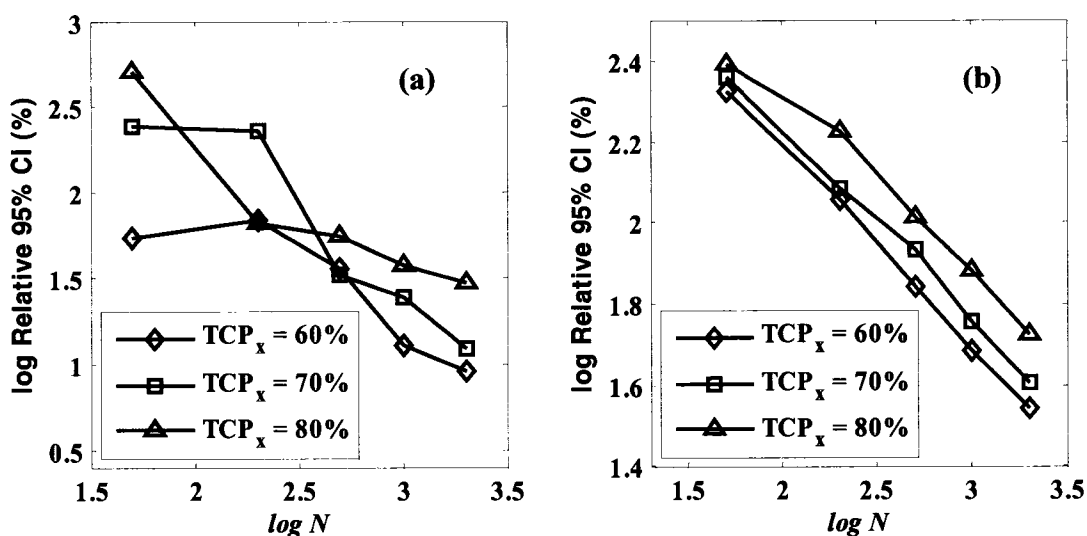 (a)
log Relative 95% CI (%)
3
2.5
2
1.5
1
0.5
TCPx = 60%
TCPx = 70%
TCPx = 80%
1.5
2
2.5
3
3.5
log N
(b)
log Relative 95% CI (%)
2.4
2.2
2
1.8
1.6
1.4
TCPx = 60%
TCPx = 70%
TCPx = 80%
1.5
2
2.5
3
3.5
log N